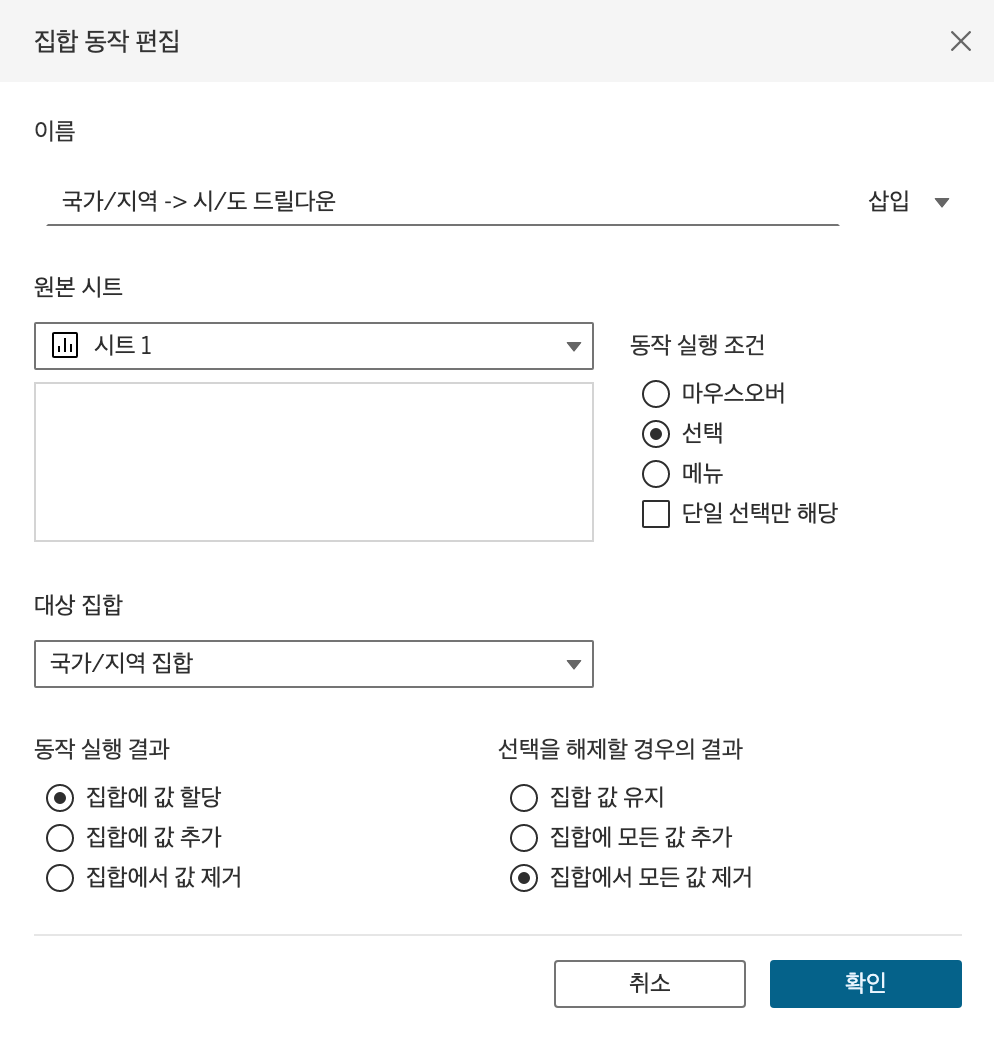 집합 동작 편집
이름
국가/지역 -> 시/도 드릴다운
삽입
원본 시트
시트 1
동작 실행 조건
마우스오버
선택
메뉴
단일 선택만 해당
대상 집합
국가/지역 집합
동작 실행 결과
집합에 값 할당
집합에 값 추가
집합에서 값 제거
선택을 해제할 경우의 결과
집합 값 유지
집합에 모든 값 추가
집합에서 모든 값 제거
취소
확인